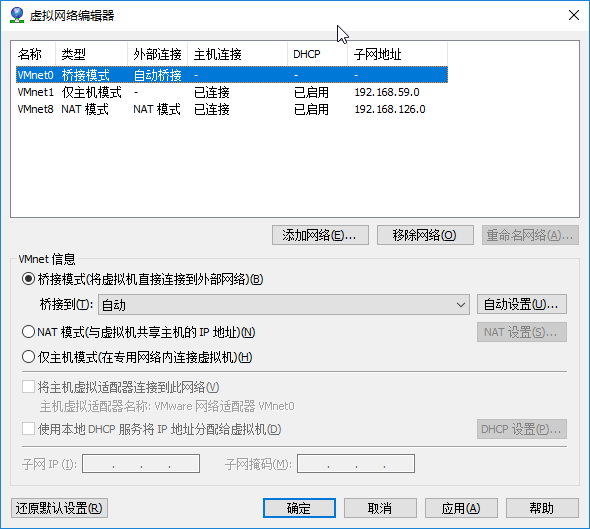 虚拟网络编辑器
名称 类型 外部连接 主机连接 DHCP 子网地址
VMnet0 桥接模式 自动桥接 - - -
VMnet1 仅主机模式 - 已连接 已启用 192.168.59.0
VMnet8 NAT 模式 NAT 模式 已连接 已启用 192.168.126.0
添加网络(E)... 移除网络(O) 重命名网络(A)...
VMnet 信息
桥接模式(将虚拟机直接连接到外部网络)(B)
桥接到(T): 自动 自动设置(U)...
NAT 模式(与虚拟机共享主机的 IP 地址)(N) NAT 设置(S)...
仅主机模式(在专用网络内连接虚拟机)(H)
将主机虚拟适配器连接到此网络(V)
主机虚拟适配器名称: VMware 网络适配器 VMnet0
使用本地 DHCP 服务将 IP 地址分配给虚拟机(D) DHCP 设置(P)...
子网 IP (I): . . . 子网掩码(M): . . .
还原默认设置(R) 确定 取消 应用(A) 帮助